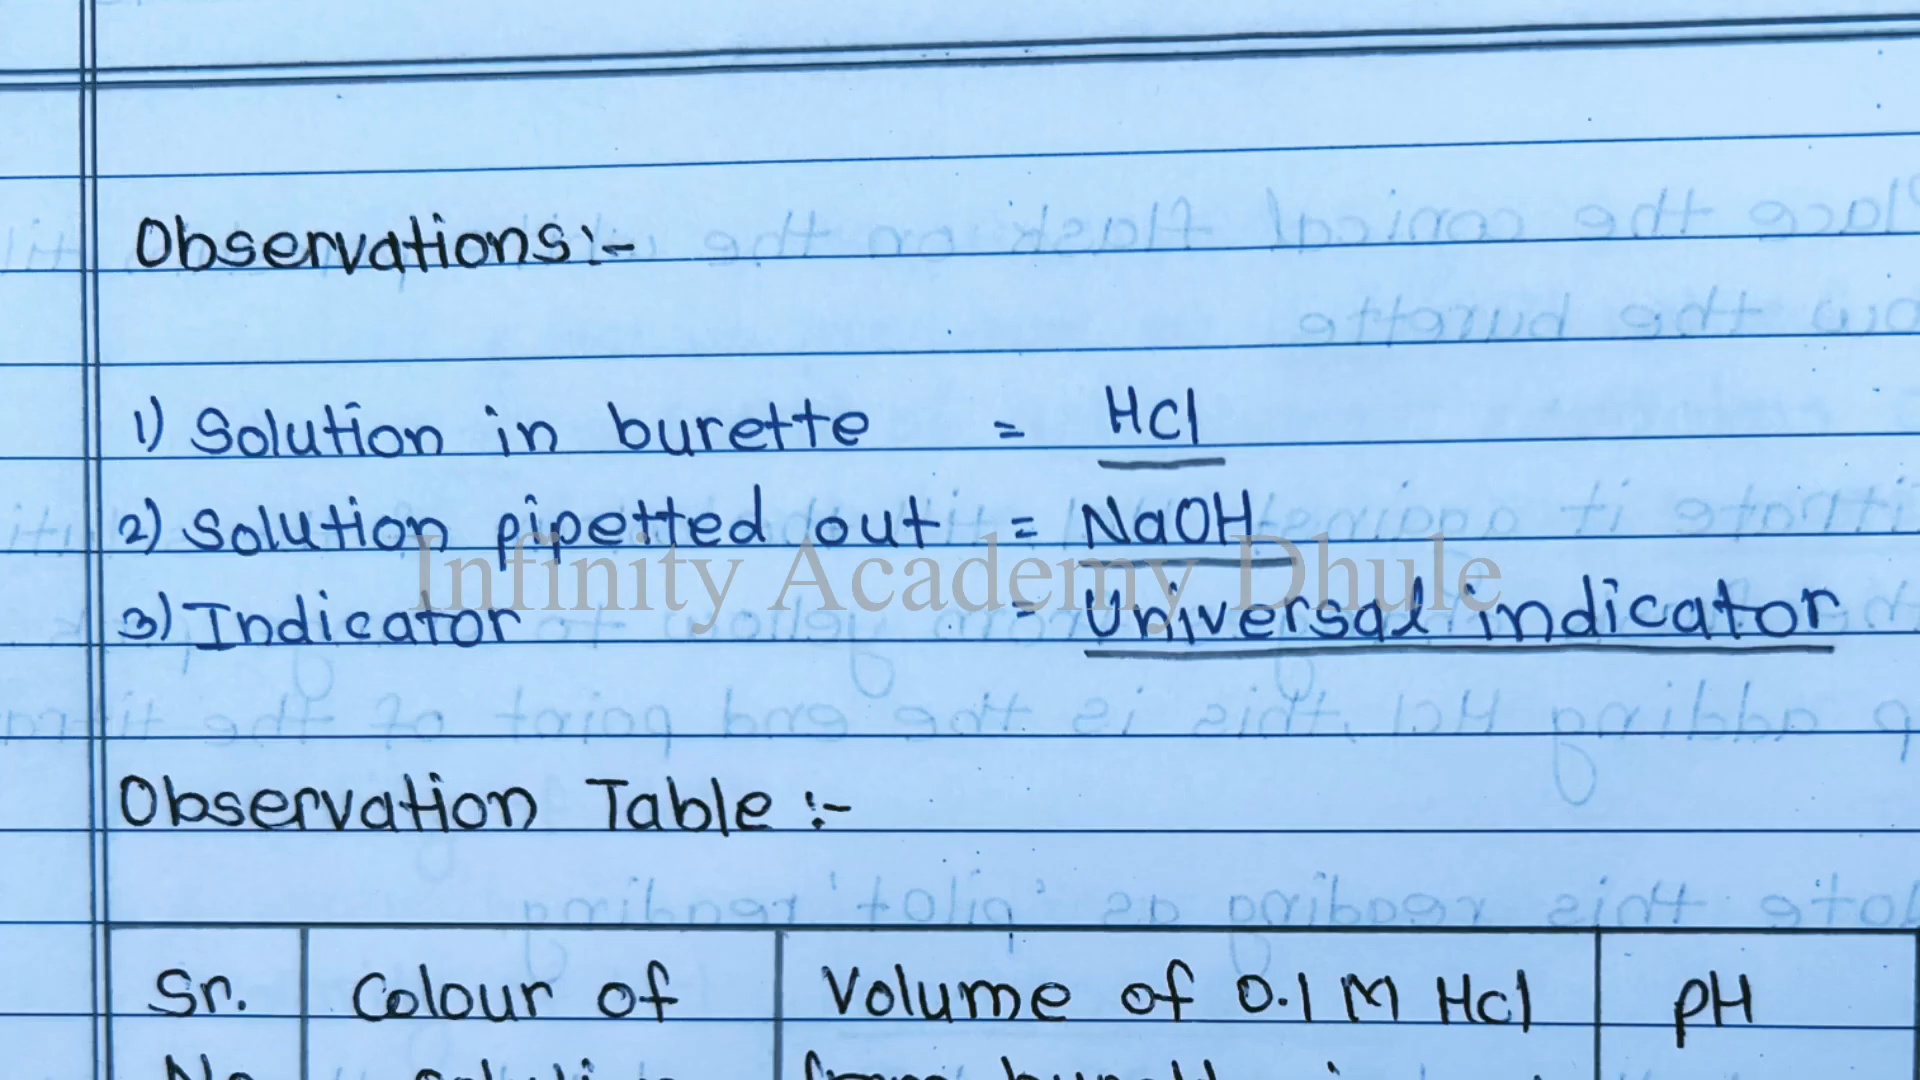 Observations:-
1) Solution in burette = HCl
2) Solution pipetted out = NaOH
Infinity Academy Dhule
3) Indicator = Universal indicator
Observation Table :-
Sr. Colour of Volume of 0.1 M HCl pH